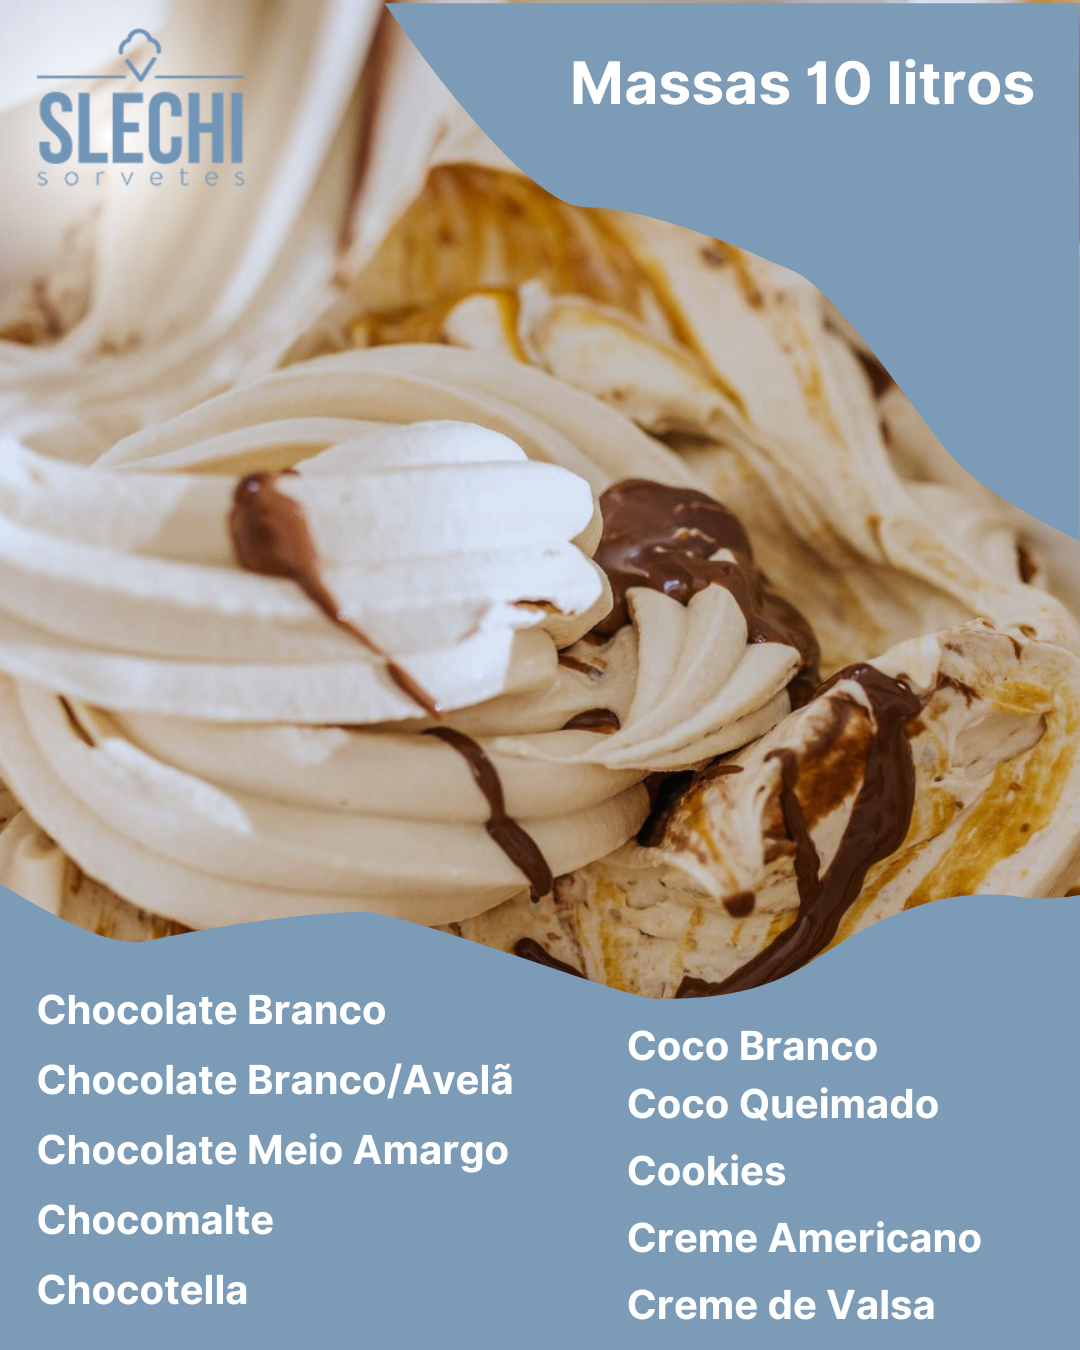 SLECHI
sorvetes
Massas 10 litros
Chocolate Branco
Chocolate Branco/Avelã
Chocolate Meio Amargo
Chocomalte
Chocotella
Coco Branco
Coco Queimado
Cookies
Creme Americano
Creme de Valsa